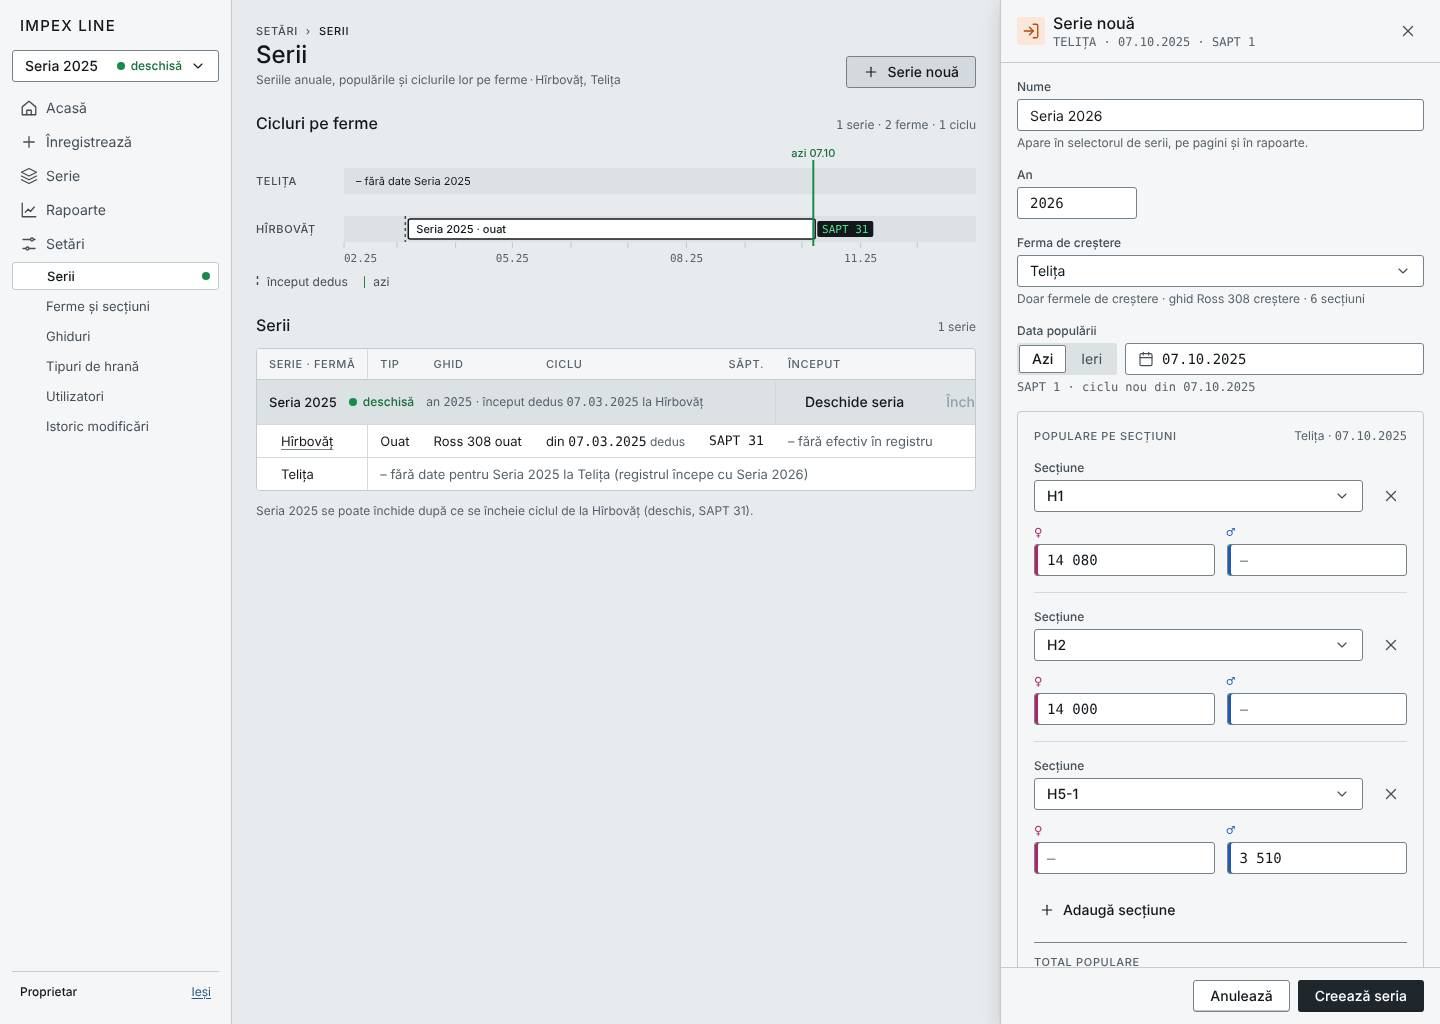 IMPEX LINE
Seria 2025 deschisă
Acasă
Înregistrează
Serie
Rapoarte
Setări
Serii
Ferme și secțiuni
Ghiduri
Tipuri de hrană
Utilizatori
Istoric modificări
Proprietar Ieși
SETĂRI › SERII
Serii
Seriile anuale, populările și ciclurile lor pe ferme · Hîrbovăț, Telița
Serie nouă
Cicluri pe ferme
1 serie · 2 ferme · 1 ciclu
azi 07.10
TELIȚA – fără date Seria 2025
HÎRBOVĂȚ Seria 2025 · ouat SAPT 31
02.25 05.25 08.25 11.25
început dedus azi
Serii
1 serie
SERIE · FERMĂ TIP GHID CICLU SĂPT. ÎNCEPUT
Seria 2025 deschisă an 2025 · început dedus 07.03.2025 la Hîrbovăț Deschide seria Înch
Hîrbovăț Ouat Ross 308 ouat din 07.03.2025 dedus SAPT 31 – fără efectiv în registru
Telița – fără date pentru Seria 2025 la Telița (registrul începe cu Seria 2026)
Seria 2025 se poate închide după ce se încheie ciclul de la Hîrbovăț (deschis, SAPT 31).
Serie nouă
TELIȚA · 07.10.2025 · SAPT 1
Nume
Seria 2026
Apare în selectorul de serii, pe pagini și în rapoarte.
An
2026
Ferma de creștere
Telița
Doar fermele de creștere · ghid Ross 308 creștere · 6 secțiuni
Data populării
Azi Ieri 07.10.2025
SAPT 1 · ciclu nou din 07.10.2025
POPULARE PE SECȚIUNI Telița · 07.10.2025
Secțiune
H1
♀ ♂
14 080 –
Secțiune
H2
♀ ♂
14 000 –
Secțiune
H5-1
♀ ♂
– 3 510
Adaugă secțiune
TOTAL POPULARE
Anulează Creează seria